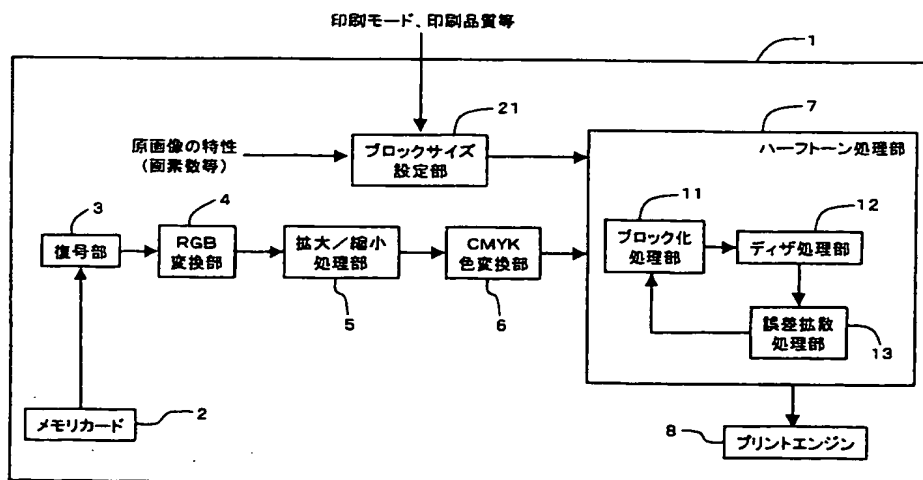 印刷モード、印刷品質等
1
21
7
原画像の特性
(画素数等)
ブロックサイズ
設定部
ハーフトーン処理部
3
4
11
12
復号部
RGB
変換部
拡大/縮小
処理部
CMYK
色変換部
ブロック化
処理部
ディザ処理部
5
6
誤差拡散
処理部
13
メモリカード
2
8
プリントエンジン